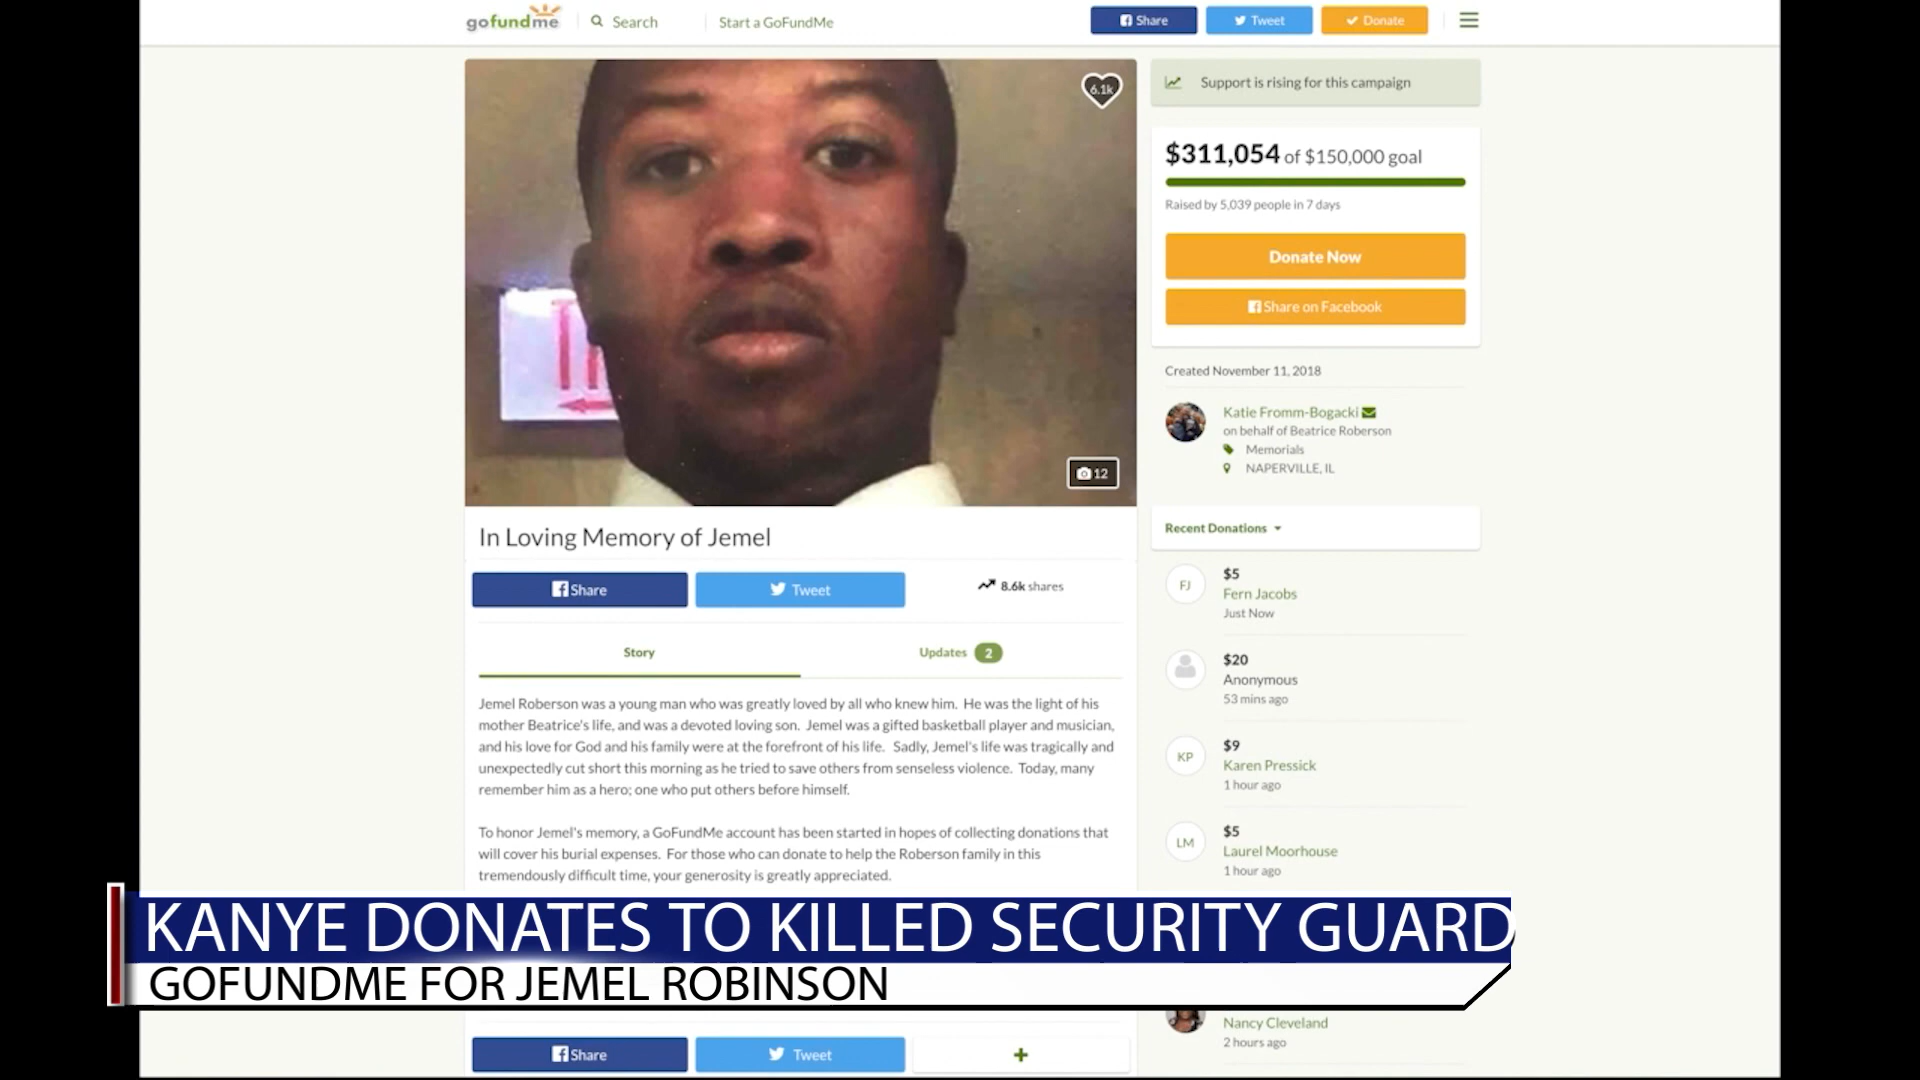 gofundme
Search
Start a GoFundMe
Share
Tweet
Donate
6.1k
12
In Loving Memory of Jemel
Share
Tweet
8.6k shares
Story
Updates 2
Jemel Roberson was a young man who was greatly loved by all who knew him. He was the light of his
mother Beatrice's life, and was a devoted loving son. Jemel was a gifted basketball player and musician,
and his love for God and his family were at the forefront of his life. Sadly, Jemel's life was tragically and
unexpectedly cut short this morning as he tried to save others from senseless violence. Today, many
remember him as a hero; one who put others before himself.
To honor Jemel's memory, a GoFundMe account has been started in hopes of collecting donations that
will cover his burial expenses. For those who can donate to help the Roberson family in this
tremendously difficult time, your generosity is greatly appreciated.
Support is rising for this campaign
$311,054 of $150,000 goal
Raised by 5,039 people in 7 days
Donate Now
Share on Facebook
Created November 11, 2018
Katie Fromm-Bogacki
on behalf of Beatrice Roberson
Memorials
NAPERVILLE, IL
Recent Donations
FJ
$5
Fern Jacobs
Just Now
$20
Anonymous
53 mins ago
KP
$9
Karen Pressick
1 hour ago
LM
$5
Laurel Moorhouse
1 hour ago
KANYE DONATES TO KILLED SECURITY GUARD
GOFUNDME FOR JEMEL ROBINSON
Nancy Cleveland
2 hours ago
Share
Tweet
+